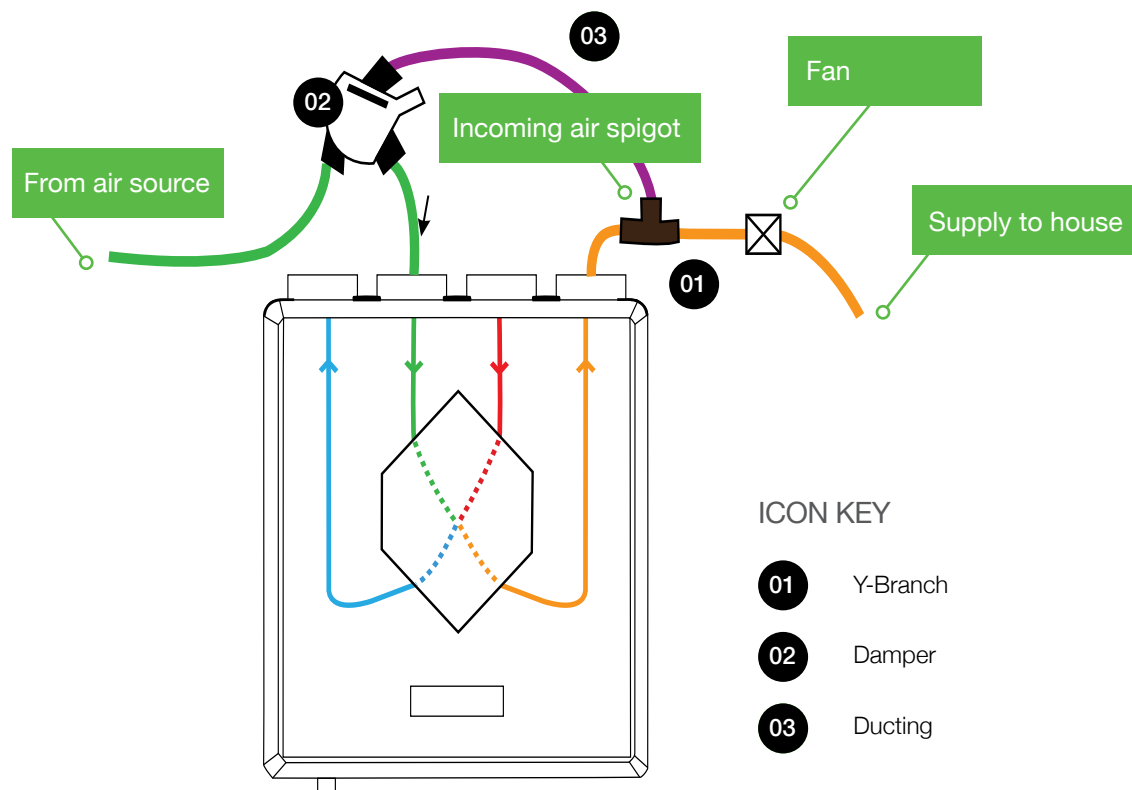 03
Fan
02
Incoming air spigot
From air source
Supply to house
01
ICON KEY
01 Y-Branch
02 Damper
03 Ducting